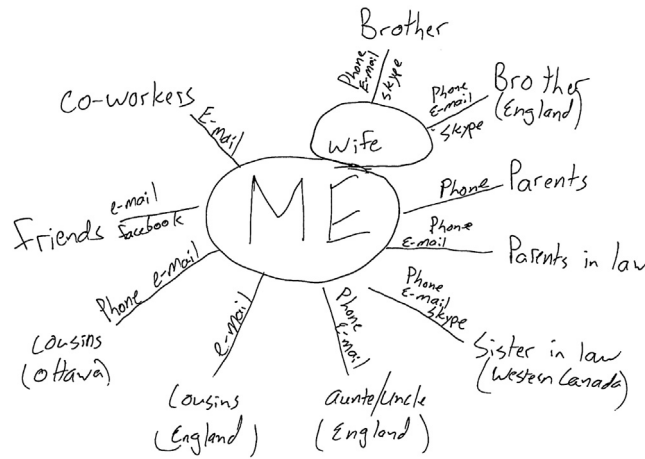 Brother
Phone
E-mail
Skype
Brother
(England)
Phone
e-mail
Skype
Co-workers
E-mail
Wife
ME
Phone
Parents
Friends
e-mail
facebook
Phone
e-mail
Parents in law
Phone e-mail
Cousins
(Ottawa)
e-mail
Cousins
(England)
Phone
e-mail
Aunte/Uncle
(England)
Phone
E-mail
Skype
Sister in law
(Western Canada)